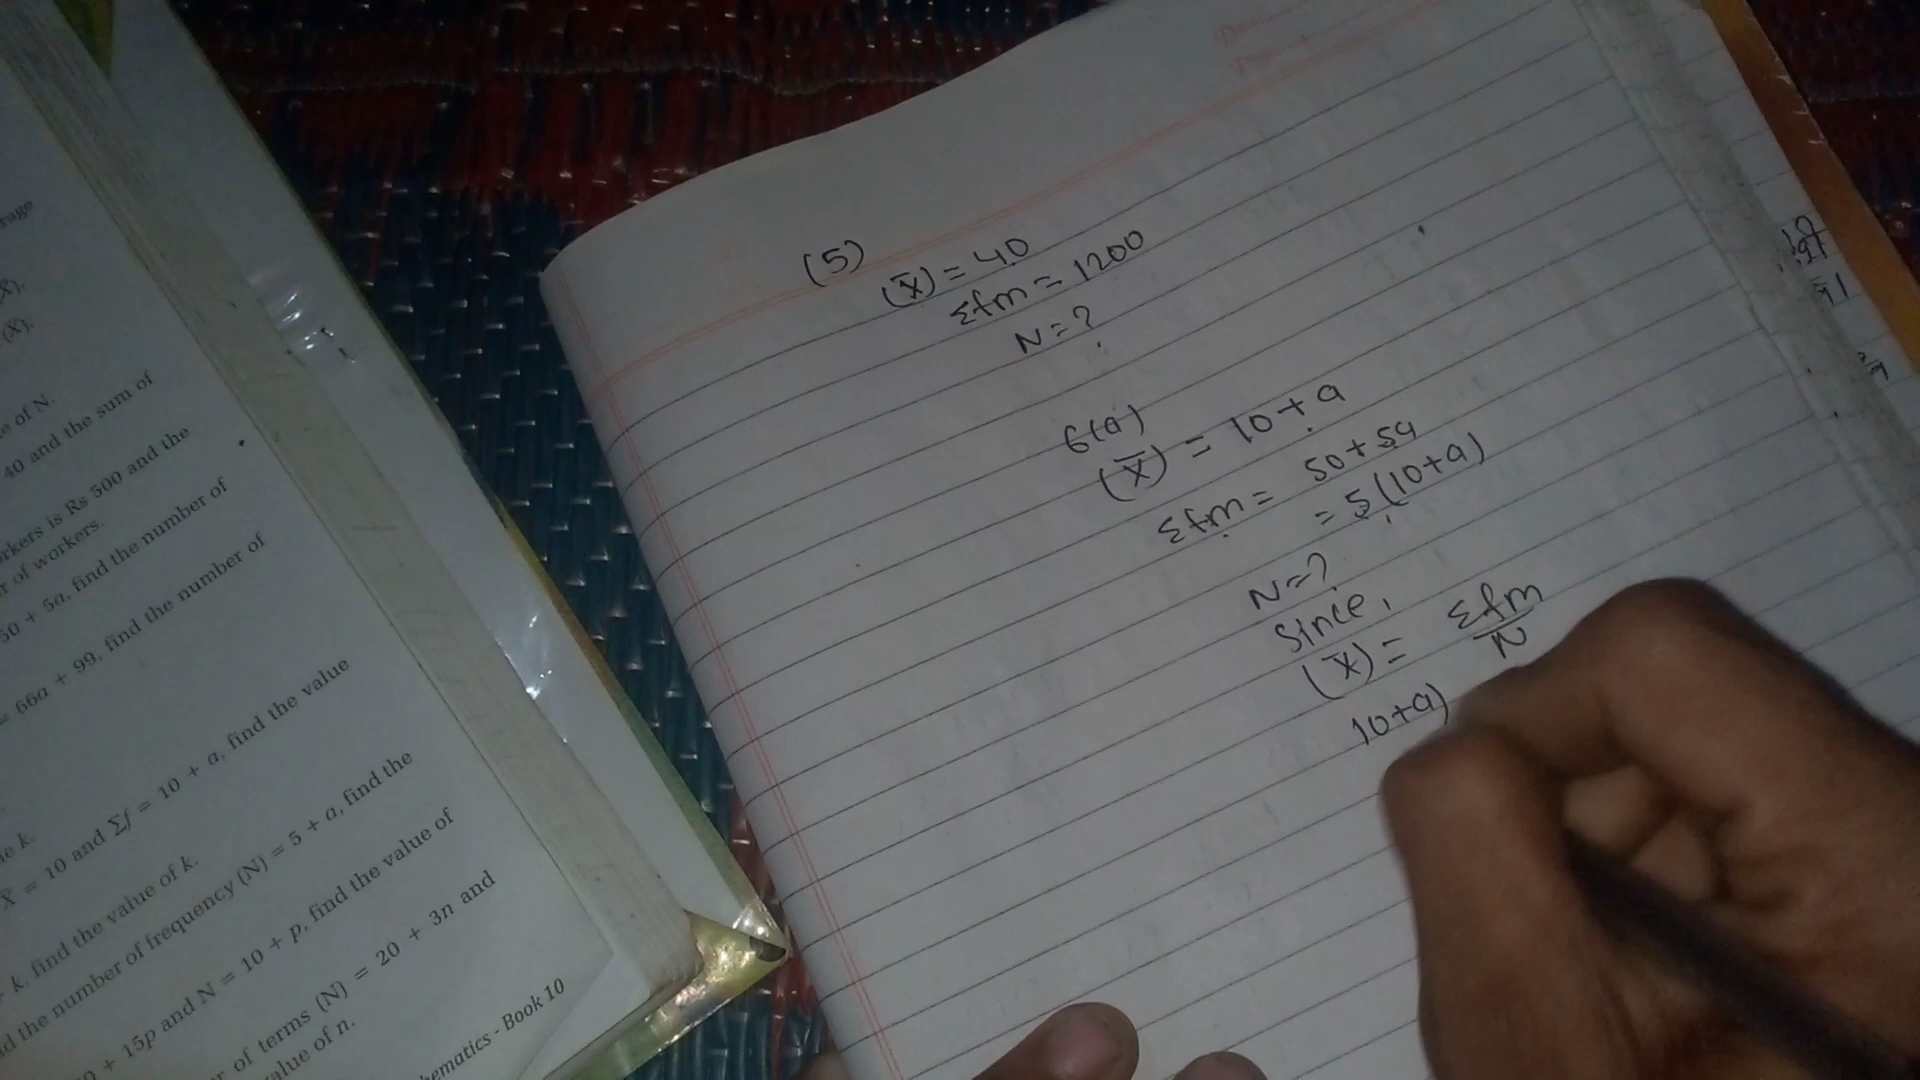 rage
(X̄).
(X̄).
e of N.
40 and the sum of
rkers is Rs 500 and the
r of workers.
50 + 5a, find the number of
= 66a + 99, find the number of
e k.
X̄ = 10 and Σf = 10 + a, find the value
+ k, find the value of k.
d the number of frequency (N) = 5 + a, find the
0 + 15p and N = 10 + p, find the value of
r of terms (N) = 20 + 3n and
alue of n.
hematics - Book 10
(5)
(X̄) = 40
Σfm = 1200
N = ?
6(a)
(X̄) = 10 + a
Σfm = 50 + 5a
= 5(10+a)
N = ?
Since,
(X̄) = Σfm
N
10+a)